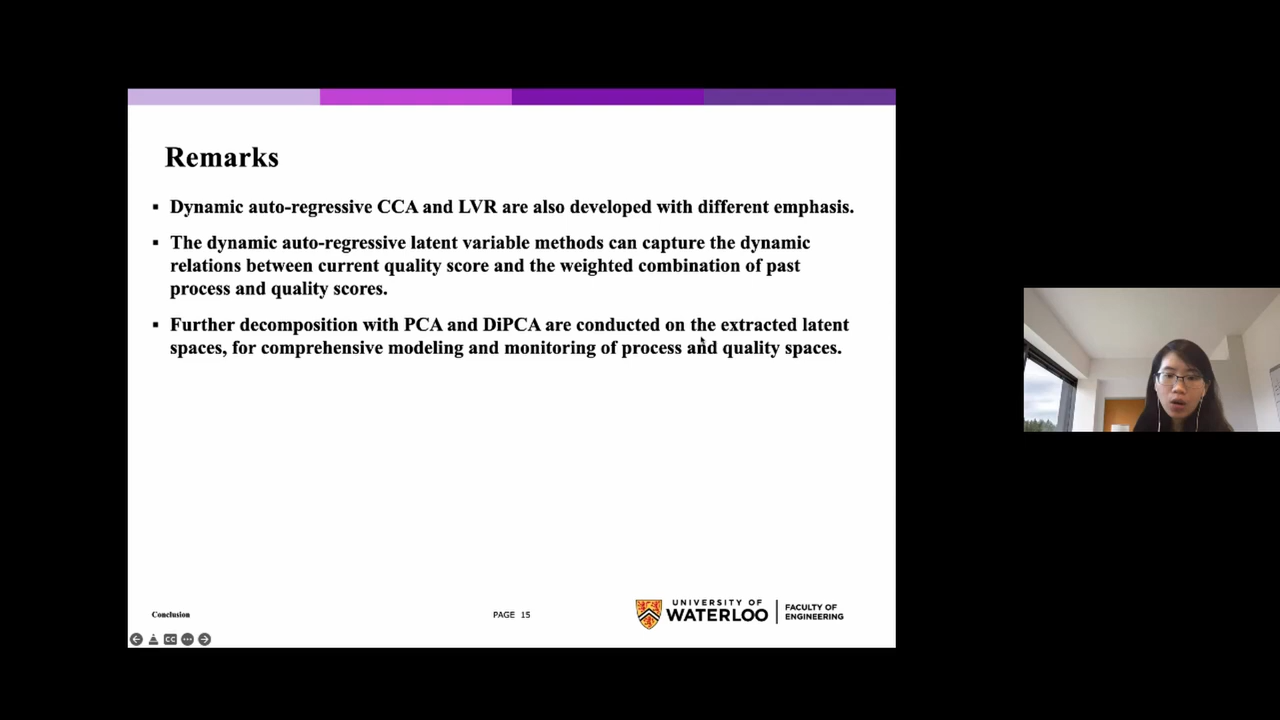 Remarks
▪ Dynamic auto-regressive CCA and LVR are also developed with different emphasis.
▪ The dynamic auto-regressive latent variable methods can capture the dynamic
relations between current quality score and the weighted combination of past
process and quality scores.
▪ Further decomposition with PCA and DiPCA are conducted on the extracted latent
spaces, for comprehensive modeling and monitoring of process and quality spaces.
Conclusion
PAGE 15
UNIVERSITY OF
WATERLOO
FACULTY OF
ENGINEERING
CC